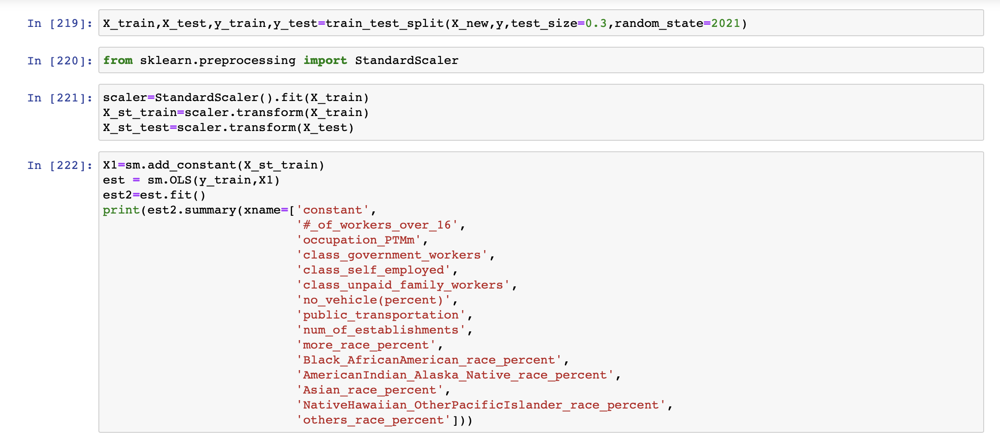 In [219]: X_train,X_test,y_train,y_test=train_test_split(X_new,y,test_size=0.3,random_state=2021)
In [220]: from sklearn.preprocessing import StandardScaler
In [221]: scaler=StandardScaler().fit(X_train)
X_st_train=scaler.transform(X_train)
X_st_test=scaler.transform(X_test)
In [222]: X1=sm.add_constant(X_st_train)
est = sm.OLS(y_train,X1)
est2=est.fit()
print(est2.summary(xname=['constant',
'#_of_workers_over_16',
'occupation_PTMm',
'class_government_workers',
'class_self_employed',
'class_unpaid_family_workers',
'no_vehicle(percent)',
'public_transportation',
'num_of_establishments',
'more_race_percent',
'Black_AfricanAmerican_race_percent',
'AmericanIndian_Alaska_Native_race_percent',
'Asian_race_percent',
'NativeHawaiian_OtherPacificIslander_race_percent',
'others_race_percent']))